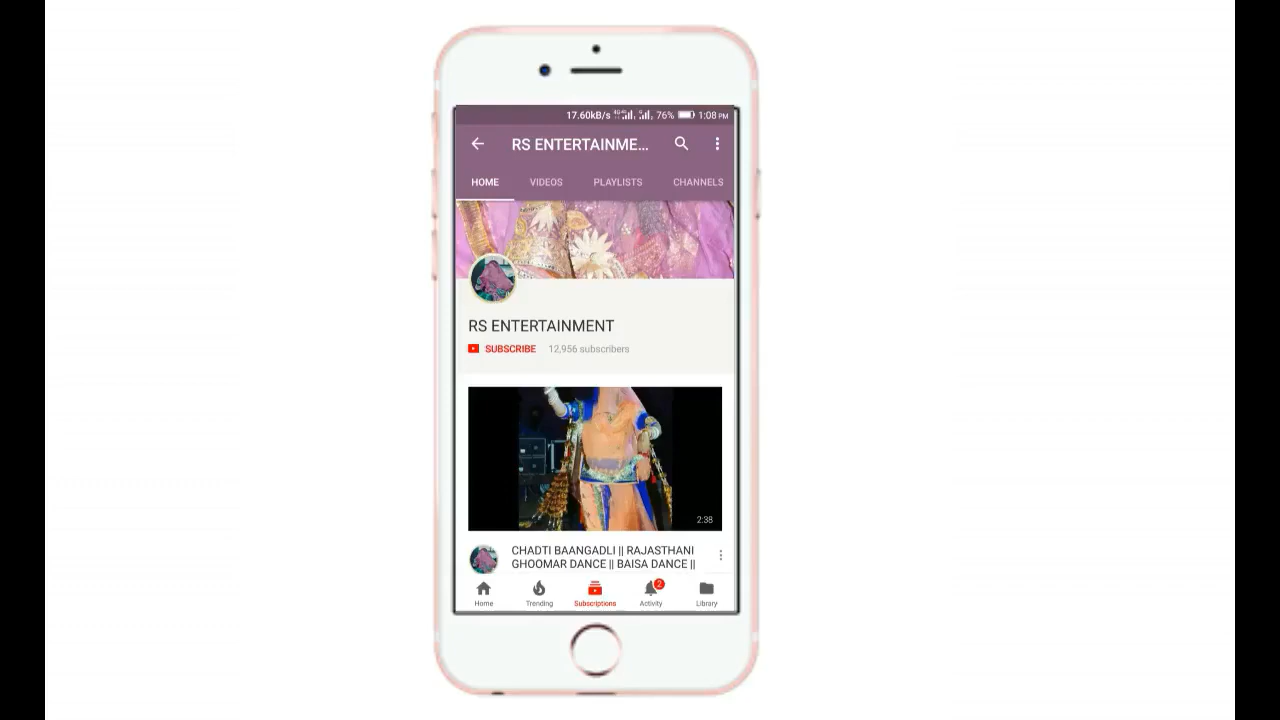 17.60kB/s 76% 1:08 PM
RS ENTERTAINME...
HOME VIDEOS PLAYLISTS CHANNELS
RS ENTERTAINMENT
SUBSCRIBE 12,956 subscribers
2:38
CHADTI BAANGADLI || RAJASTHANI
GHOOMAR DANCE || BAISA DANCE ||
2
Home Trending Subscriptions Activity Library